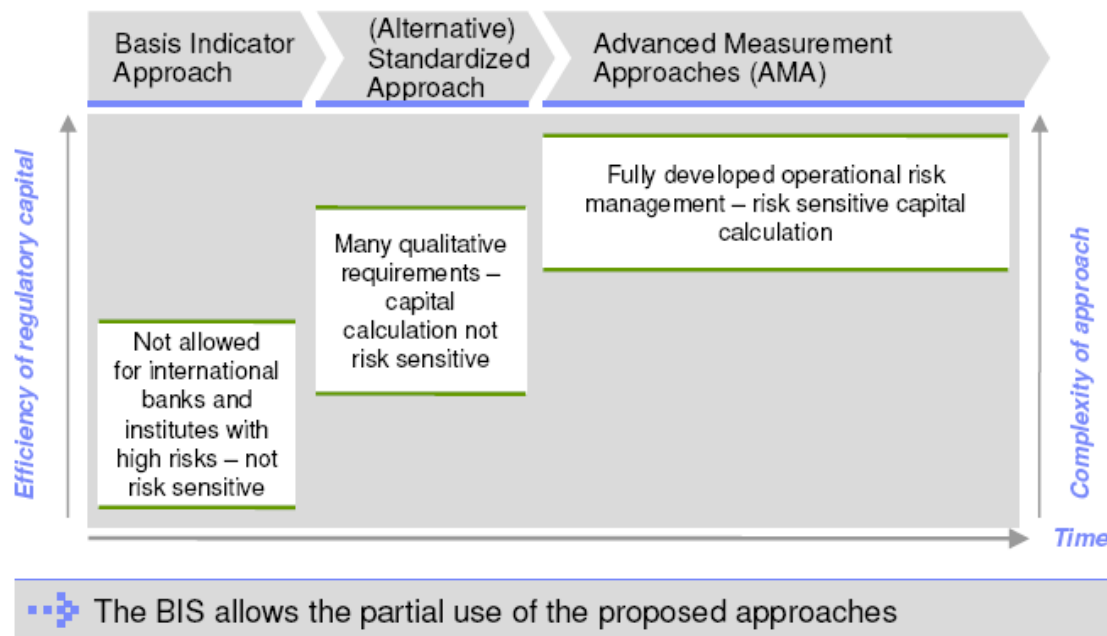 Basis Indicator
Approach
(Alternative)
Standardized
Approach
Advanced Measurement
Approaches (AMA)
Efficiency of regulatory capital
Not allowed
for international
banks and
institutes with
high risks – not
risk sensitive
Many qualitative
requirements –
capital
calculation not
risk sensitive
Fully developed operational risk
management – risk sensitive capital
calculation
Complexity of approach
Time
The BIS allows the partial use of the proposed approaches